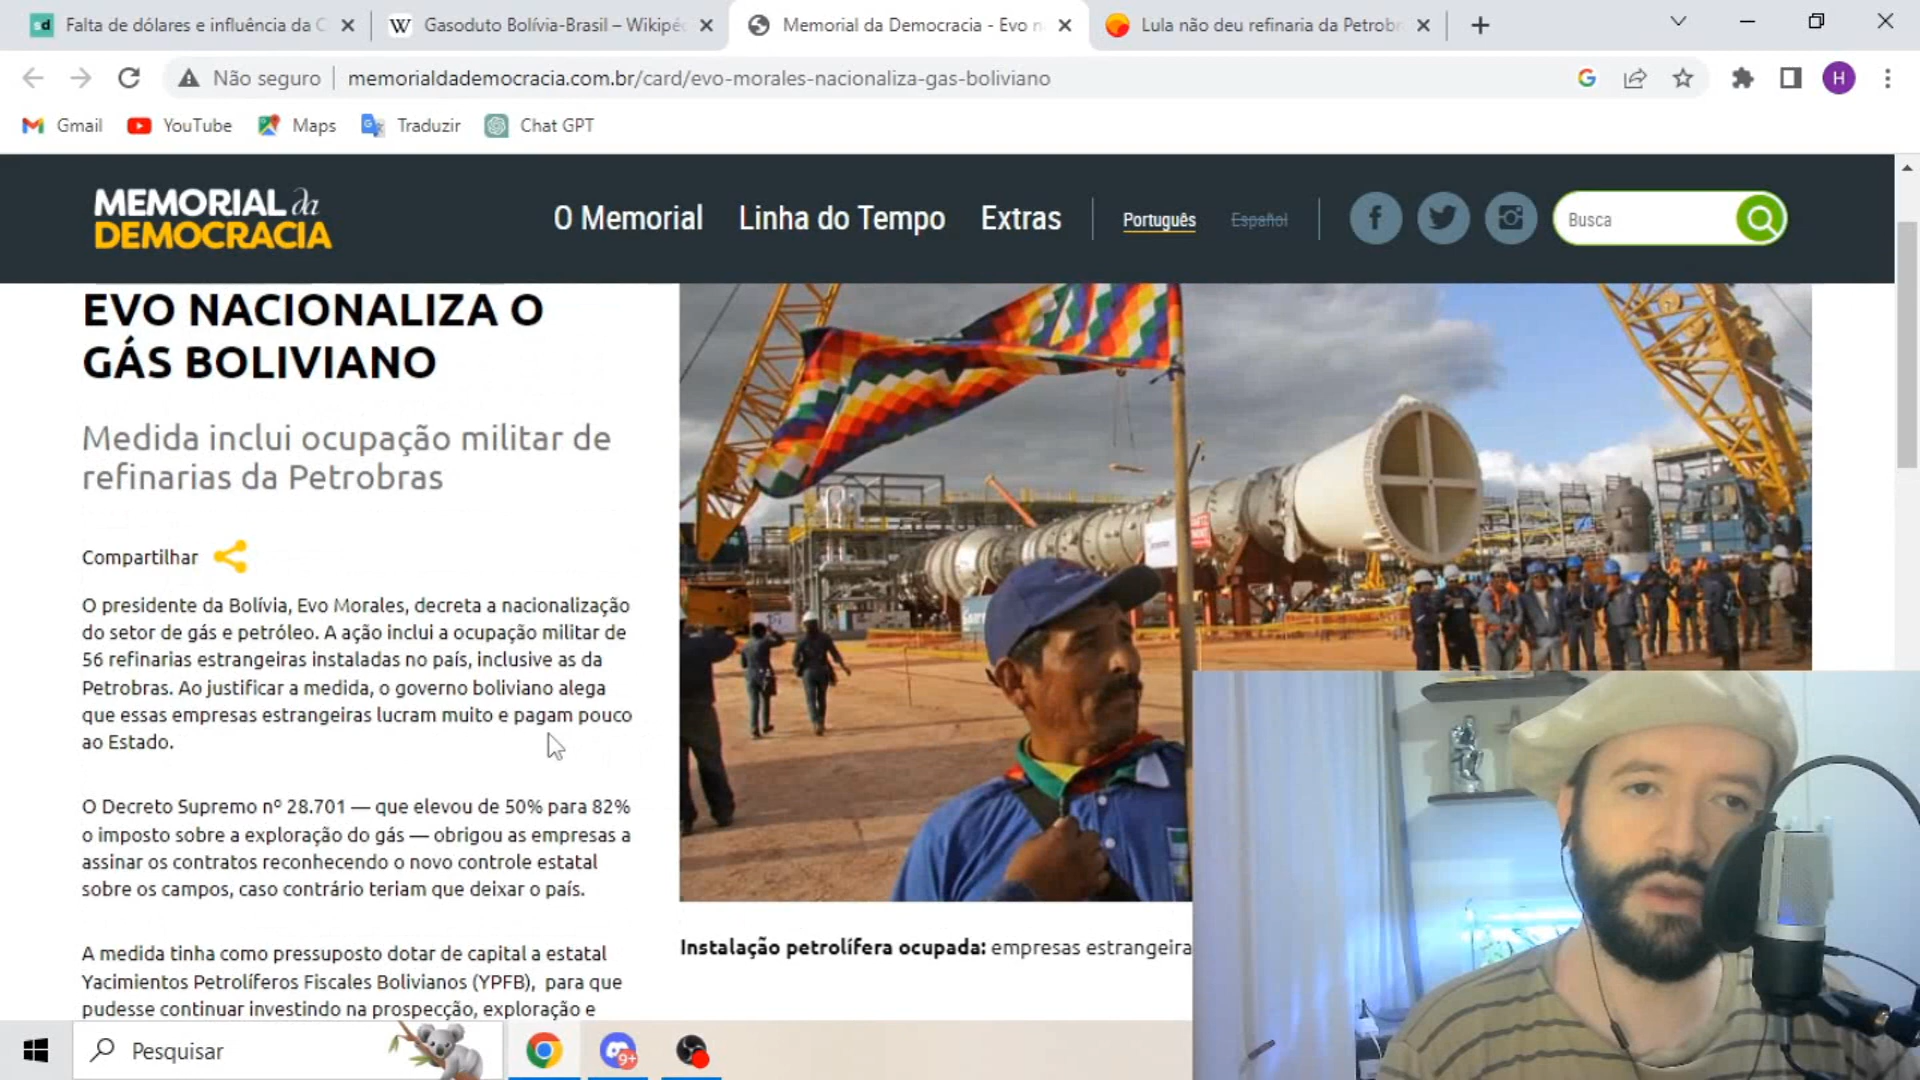 sd Falta de dólares e influência da C
W Gasoduto Bolívia-Brasil – Wikipé
Memorial da Democracia - Evo n
Lula não deu refinaria da Petrobr
Não seguro memorialdademocracia.com.br/card/evo-morales-nacionaliza-gas-boliviano
H
Gmail YouTube Maps Traduzir Chat GPT
MEMORIAL da
DEMOCRACIA
O Memorial Linha do Tempo Extras Português Español Busca
EVO NACIONALIZA O
GÁS BOLIVIANO
Medida inclui ocupação militar de
refinarias da Petrobras
Compartilhar
O presidente da Bolívia, Evo Morales, decreta a nacionalização
do setor de gás e petróleo. A ação inclui a ocupação militar de
56 refinarias estrangeiras instaladas no país, inclusive as da
Petrobras. Ao justificar a medida, o governo boliviano alega
que essas empresas estrangeiras lucram muito e pagam pouco
ao Estado.
O Decreto Supremo nº 28.701 — que elevou de 50% para 82%
o imposto sobre a exploração do gás — obrigou as empresas a
assinar os contratos reconhecendo o novo controle estatal
sobre os campos, caso contrário teriam que deixar o país.
A medida tinha como pressuposto dotar de capital a estatal
Yacimientos Petrolíferos Fiscales Bolivianos (YPFB), para que
pudesse continuar investindo na prospecção, exploração e
Instalação petrolífera ocupada: empresas estrangeira
Pesquisar
9+